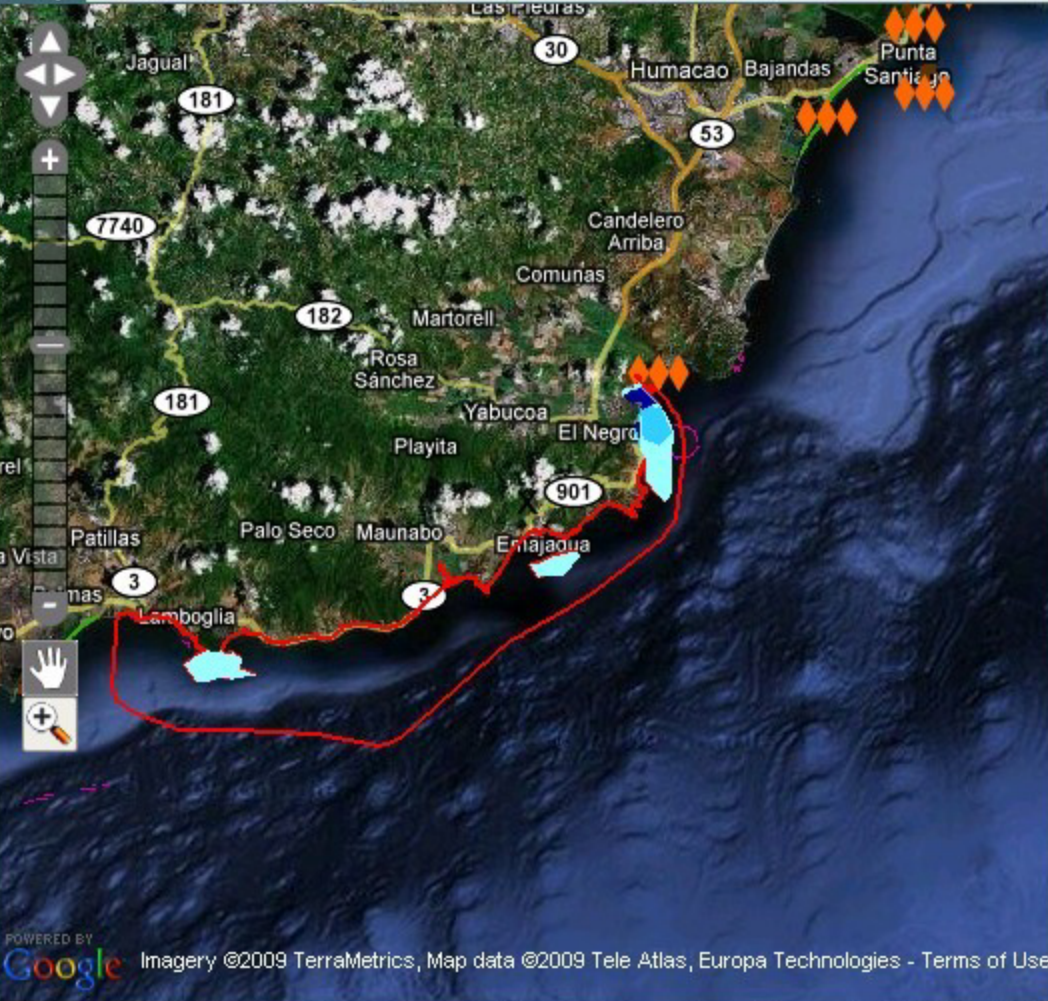 Las Piedras
30
Punta
Santiago
Jagual
Humacao
Bajandas
181
53
7740
Candelero
Arriba
Comunas
182
Martorell
Rosa
Sánchez
181
Yabucoa
El Negro
Playita
901
Palo Seco
Maunabo
Patillas
Emajagua
Vista
3
3
Lamboglia
POWERED BY
Google
Imagery ©2009 TerraMetrics, Map data ©2009 Tele Atlas, Europa Technologies - Terms of Use